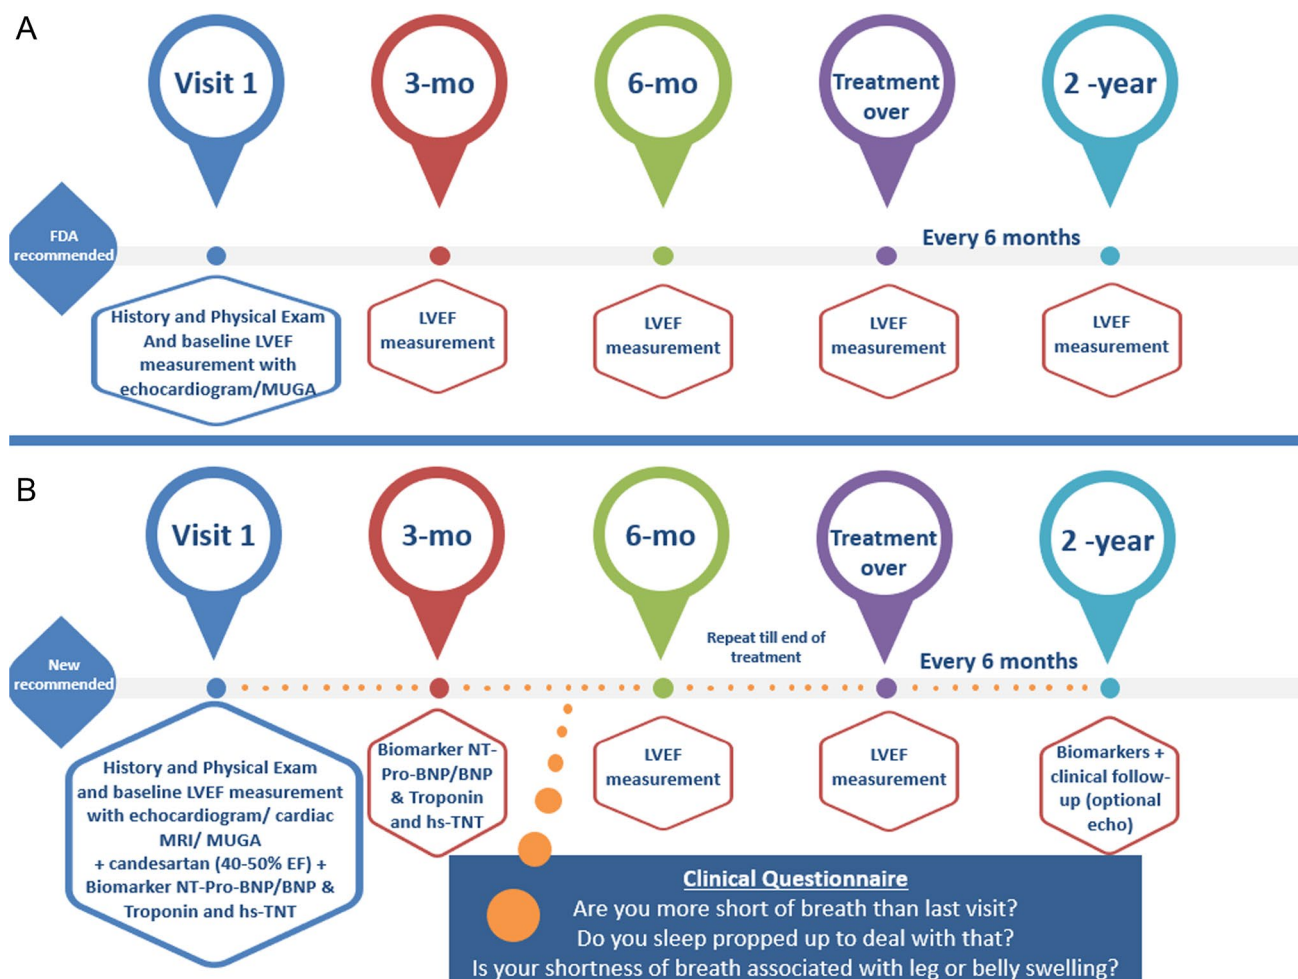 A
Visit 1
3-mo
6-mo
Treatment
over
2 -year
FDA
recommended
Every 6 months
History and Physical Exam
And baseline LVEF
measurement with
echocardiogram/MUGA
LVEF
measurement
LVEF
measurement
LVEF
measurement
LVEF
measurement
B
Visit 1
3-mo
6-mo
Treatment
over
2 -year
New
recommended
Repeat till end of
treatment
Every 6 months
History and Physical Exam
and baseline LVEF measurement
with echocardiogram/ cardiac
MRI/ MUGA
+ candesartan (40-50% EF) +
Biomarker NT-Pro-BNP/BNP &
Troponin and hs-TNT
Biomarker NT-
Pro-BNP/BNP
& Troponin
and hs-TNT
LVEF
measurement
LVEF
measurement
Biomarkers +
clinical follow-
up (optional
echo)
Clinical Questionnaire
Are you more short of breath than last visit?
Do you sleep propped up to deal with that?
Is your shortness of breath associated with leg or belly swelling?